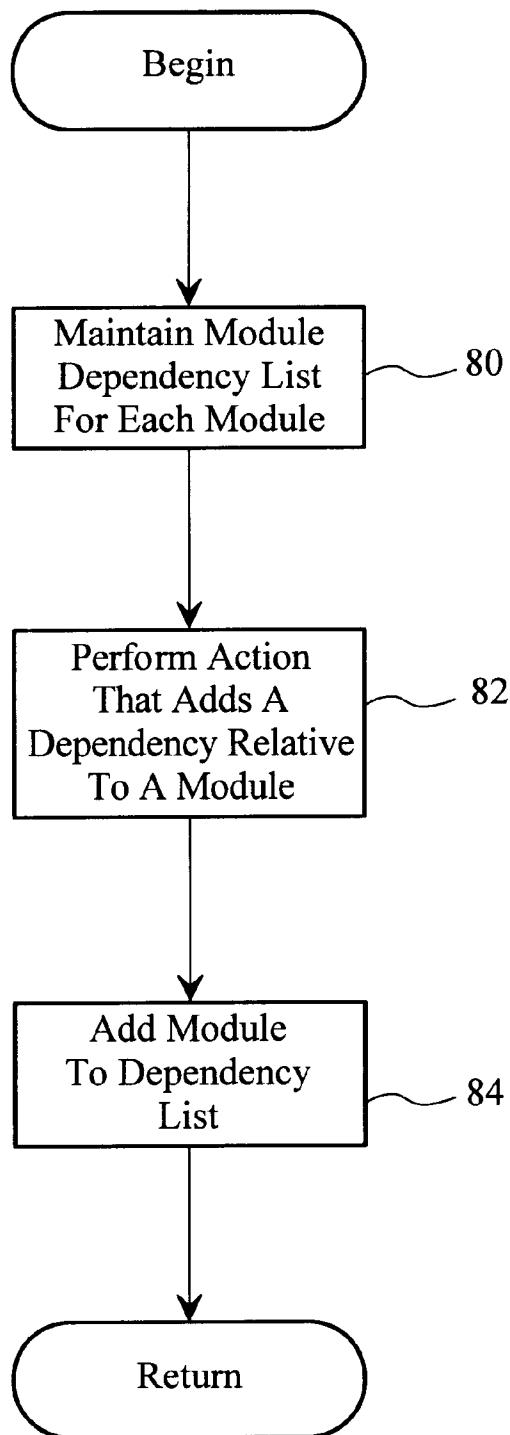 Begin
Maintain Module
Dependency List
For Each Module
80
Perform Action
That Adds A
Dependency Relative
To A Module
82
Add Module
To Dependency
List
84
Return